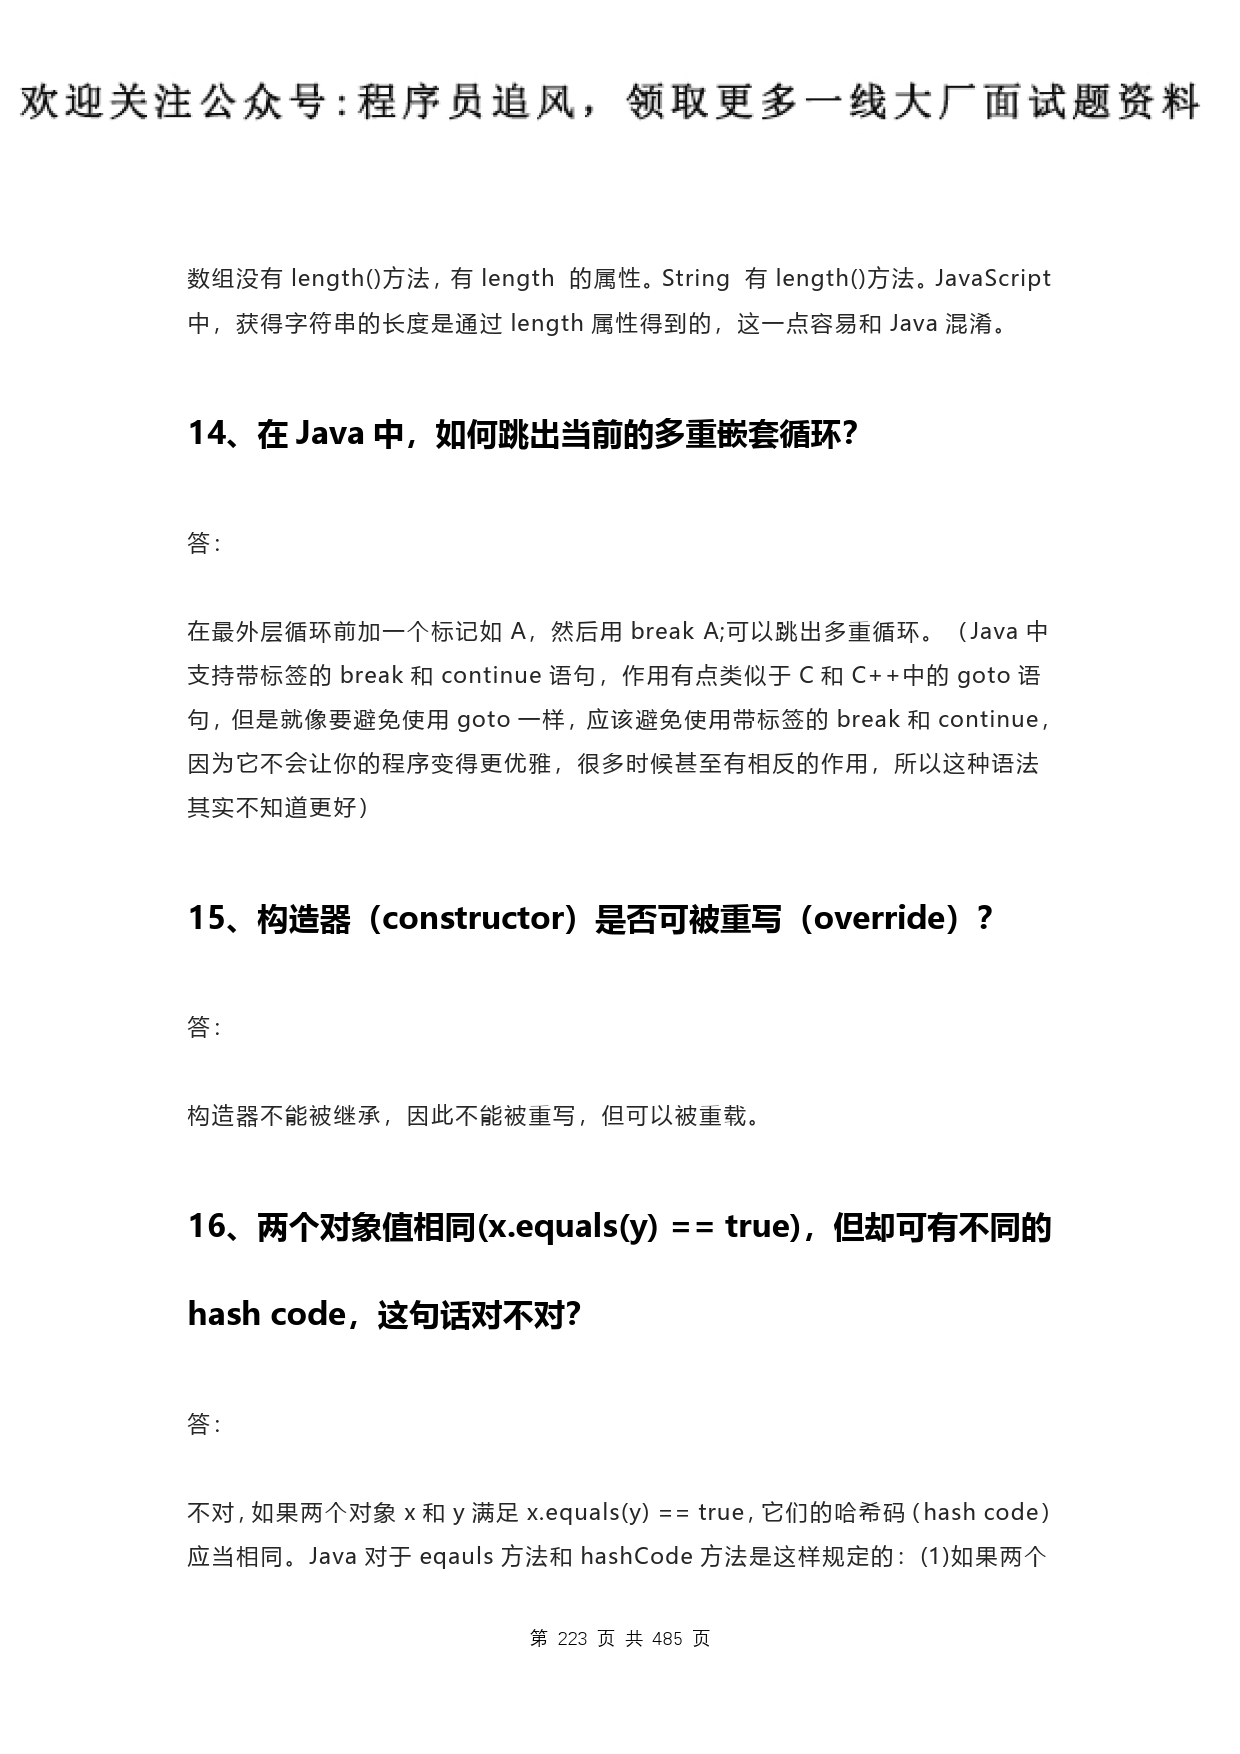 欢迎关注公众号:程序员追风，领取更多一线大厂面试题资料
数组没有 length()方法，有 length 的属性。String 有 length()方法。JavaScript
中，获得字符串的长度是通过 length 属性得到的，这一点容易和 Java 混淆。
14、在 Java 中，如何跳出当前的多重嵌套循环？
答：
在最外层循环前加一个标记如 A，然后用 break A;可以跳出多重循环。（Java 中
支持带标签的 break 和 continue 语句，作用有点类似于 C 和 C++中的 goto 语
句，但是就像要避免使用 goto 一样，应该避免使用带标签的 break 和 continue，
因为它不会让你的程序变得更优雅，很多时候甚至有相反的作用，所以这种语法
其实不知道更好）
15、构造器（constructor）是否可被重写（override）？
答：
构造器不能被继承，因此不能被重写，但可以被重载。
16、两个对象值相同(x.equals(y) == true)，但却可有不同的
hash code，这句话对不对？
答：
不对，如果两个对象 x 和 y 满足 x.equals(y) == true，它们的哈希码（hash code）
应当相同。Java 对于 eqauls 方法和 hashCode 方法是这样规定的：(1)如果两个
第 223 页 共 485 页